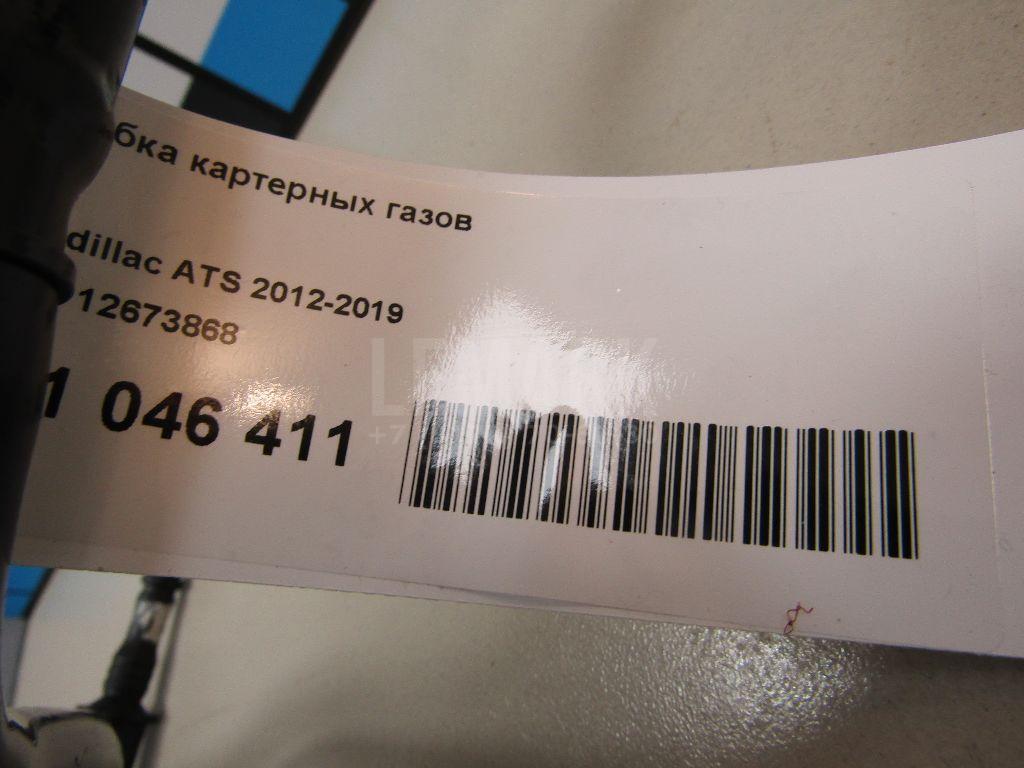 бка картерных газов
dillac ATS 2012-2019
12673868
1 046 411